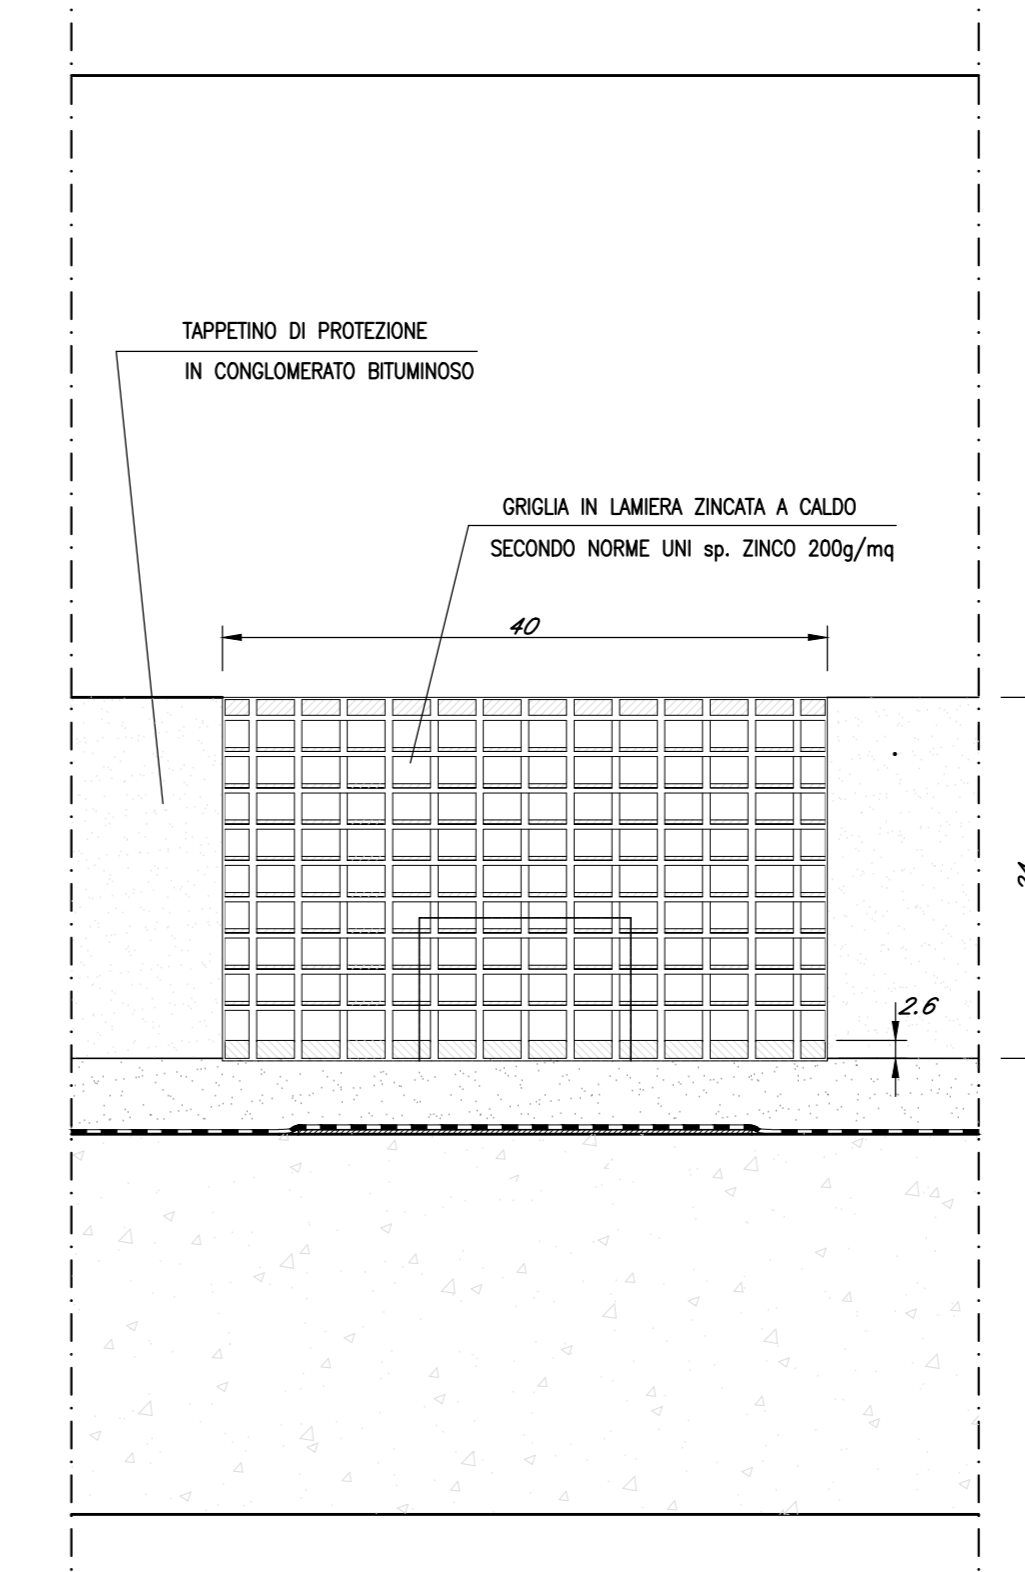 TAPPETINO DI PROTEZIONE
IN CONGLOMERATO BITUMINOSO
GRIGLIA IN LAMIERA ZINCATA A CALDO
SECONDO NORME UNI sp. ZINCO 200g/mq
40
2.6